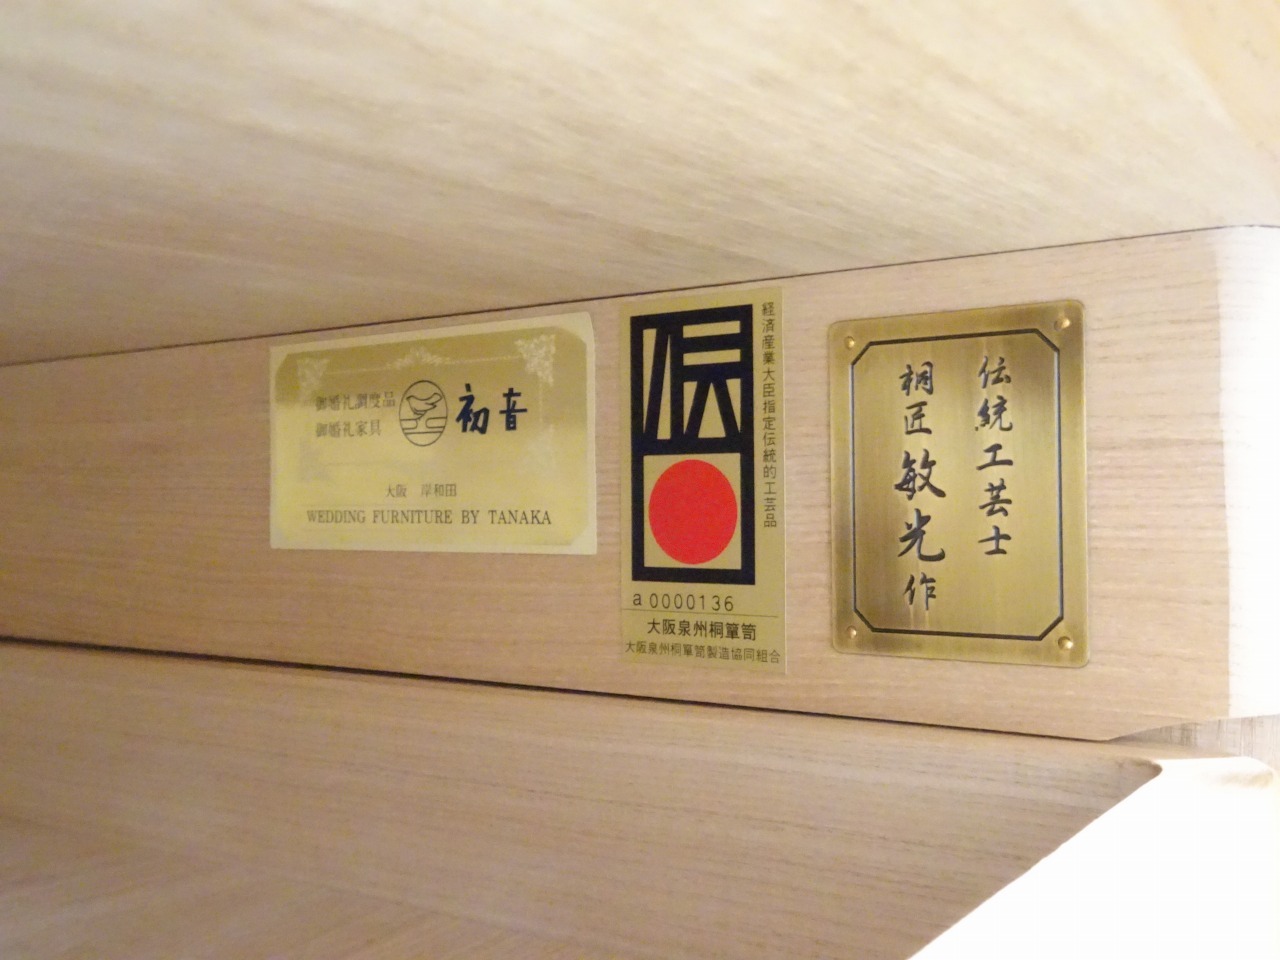 御婚礼調度品
御婚礼家具
初音
大阪 岸和田
WEDDING FURNITURE BY TANAKA
伝
経済産業大臣指定伝統的工芸品
a 0000136
大阪泉州桐簞笥
大阪泉州桐簞笥製造協同組合
伝統工芸士
桐匠敏光作